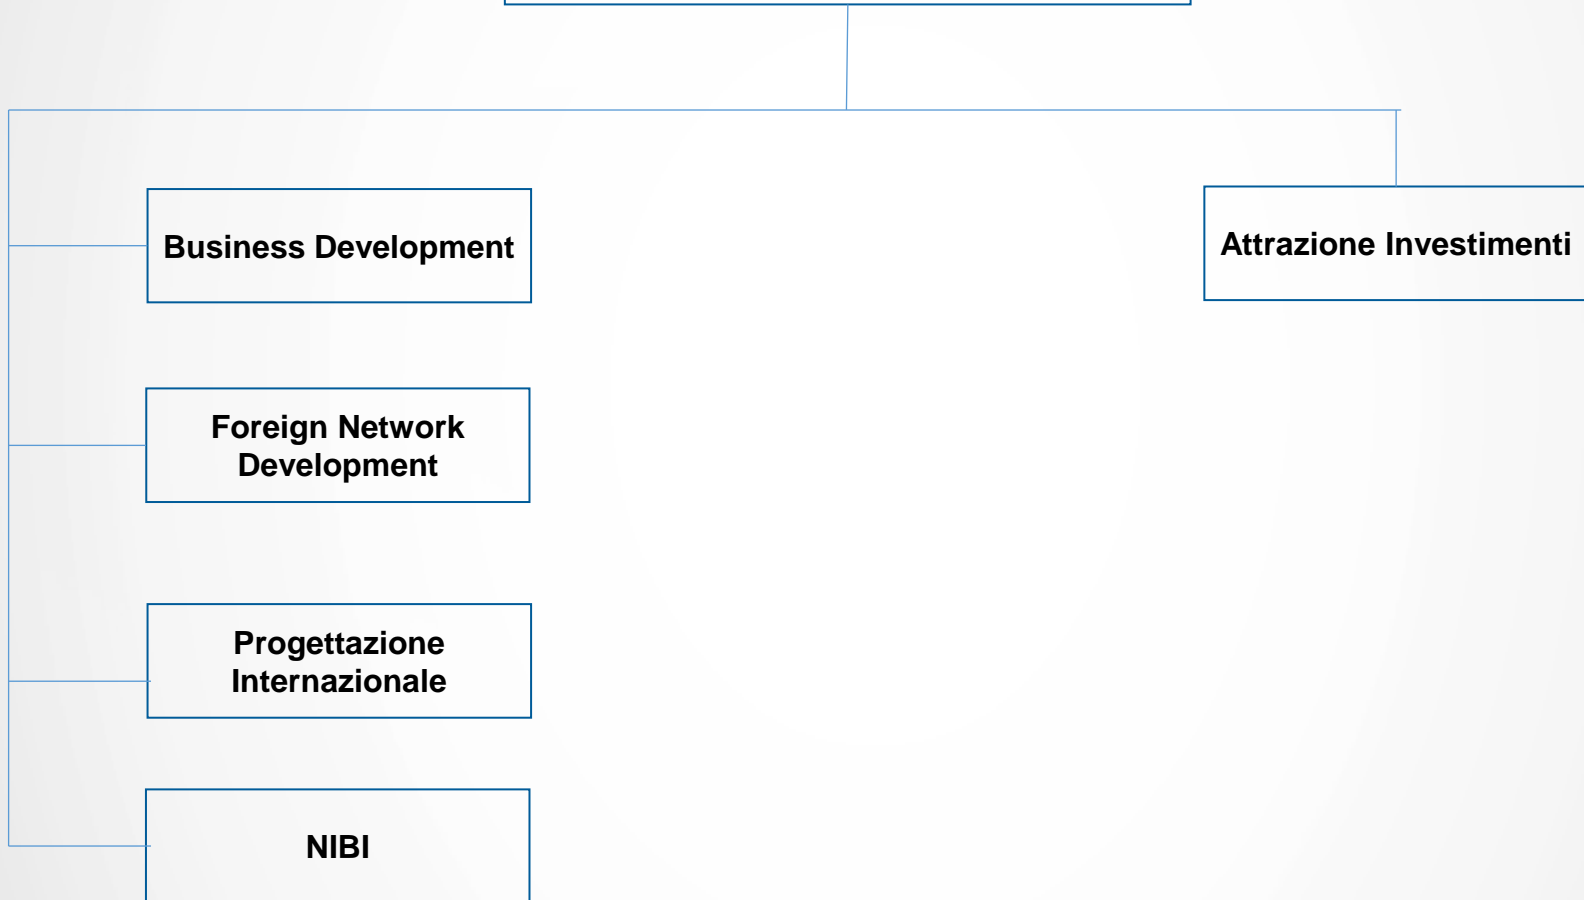 Business Development
Attrazione Investimenti
Foreign Network
Development
Progettazione
Internazionale
NIBI